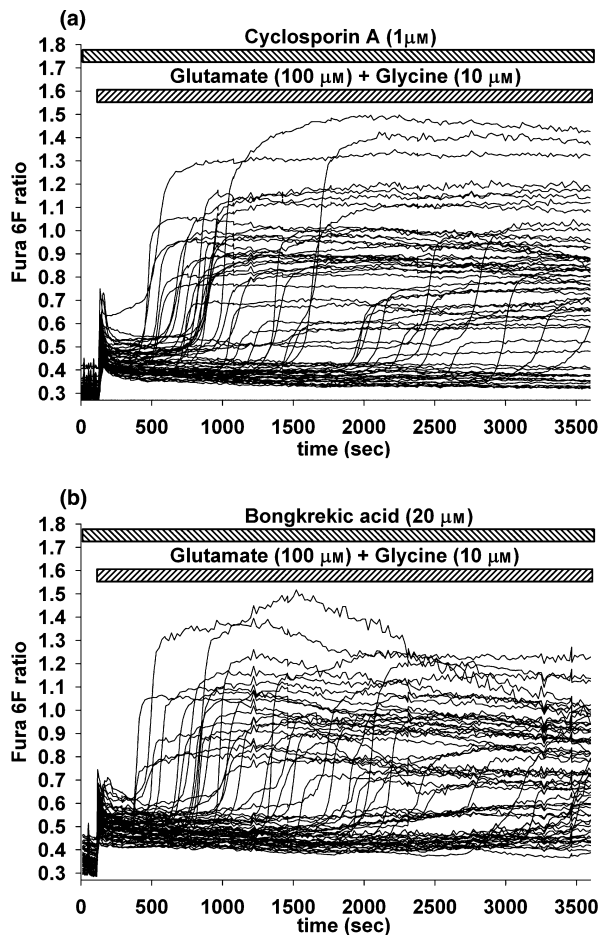 (a)
Cyclosporin A (1μM)
Glutamate (100 μM) + Glycine (10 μM)
Fura 6F ratio
1.8
1.7
1.6
1.5
1.4
1.3
1.2
1.1
1.0
0.9
0.8
0.7
0.6
0.5
0.4
0.3
0 500 1000 1500 2000 2500 3000 3500
time (sec)
(b)
Bongkrekic acid (20 μM)
Glutamate (100 μM) + Glycine (10 μM)
Fura 6F ratio
1.8
1.7
1.6
1.5
1.4
1.3
1.2
1.1
1.0
0.9
0.8
0.7
0.6
0.5
0.4
0.3
0 500 1000 1500 2000 2500 3000 3500
time (sec)